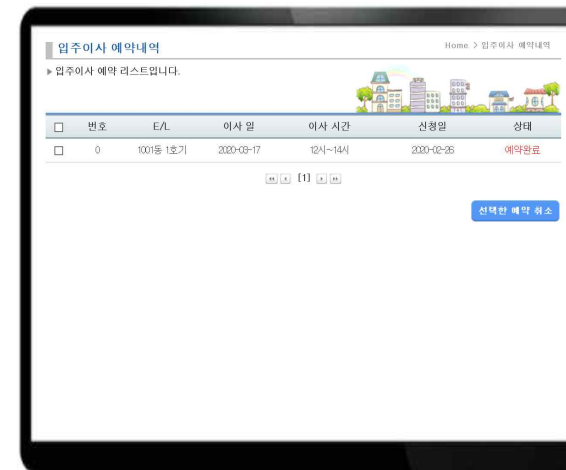 입주이사 예약내역
Home > 입주이사 예약내역
▶ 입주이사 예약 리스트입니다.
번호 E/L 이사 일 이사 시간 신청일 상태
0 1001동 1호기 2020-03-17 12시~14시 2020-02-26 예약완료
[1]
선택한 예약 취소